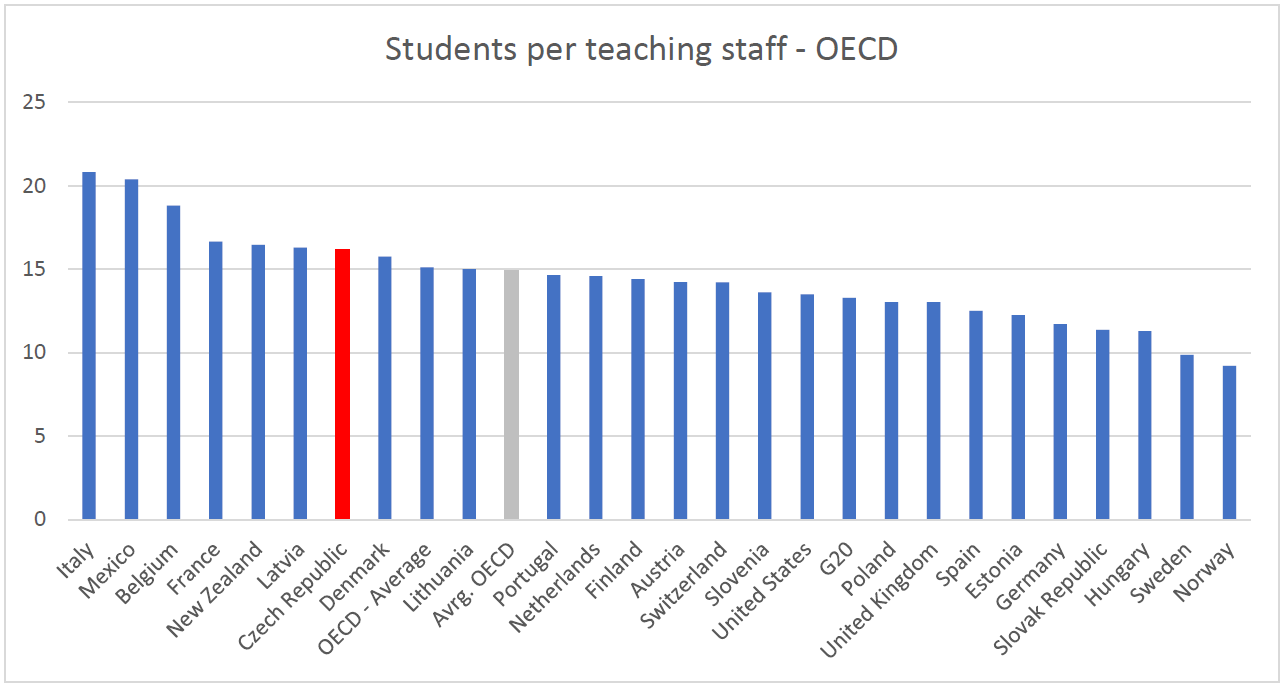 Students per teaching staff - OECD
25
20
15
10
5
0
Italy
Mexico
Belgium
France
New Zealand
Latvia
Czech Republic
Denmark
OECD - Average
Lithuania
Avrg. OECD
Portugal
Netherlands
Finland
Austria
Switzerland
Slovenia
United States
G20
Poland
United Kingdom
Spain
Estonia
Germany
Slovak Republic
Hungary
Sweden
Norway